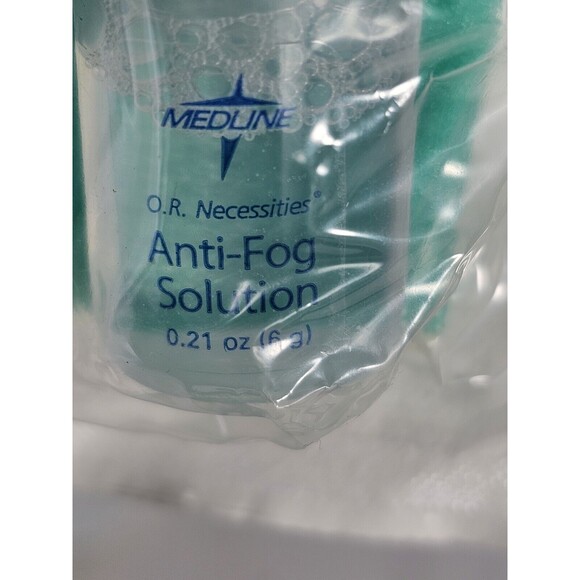 MEDLINE
O.R. Necessities®
Anti-Fog
Solution
0.21 oz (6 g)